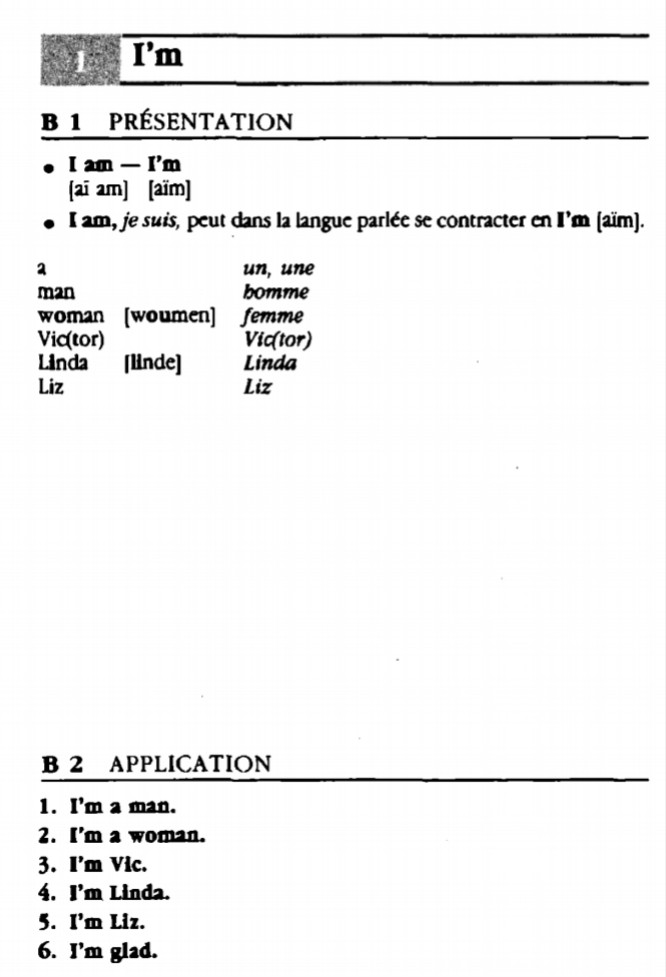 1 I'm
B 1 PRÉSENTATION
• I am — I'm
[aï am] [aïm]
• I am, je suis, peut dans la langue parlée se contracter en I'm [aïm].
a un, une
man homme
woman [woumen] femme
Vic(tor) Vic(tor)
Linda [linde] Linda
Liz Liz
B 2 APPLICATION
1. I'm a man.
2. I'm a woman.
3. I'm Vic.
4. I'm Linda.
5. I'm Liz.
6. I'm glad.